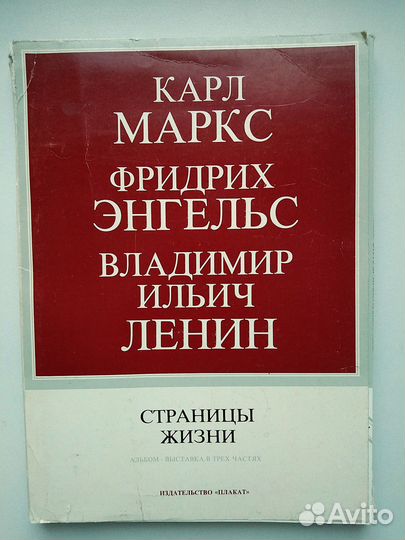 КАРЛ
МАРКС
ФРИДРИХ
ЭНГЕЛЬС
ВЛАДИМИР
ИЛЬИЧ
ЛЕНИН
СТРАНИЦЫ
ЖИЗНИ
АЛЬБОМ - ВЫСТАВКА В ТРЕХ ЧАСТЯХ
ИЗДАТЕЛЬСТВО «ПЛАКАТ»
Avito